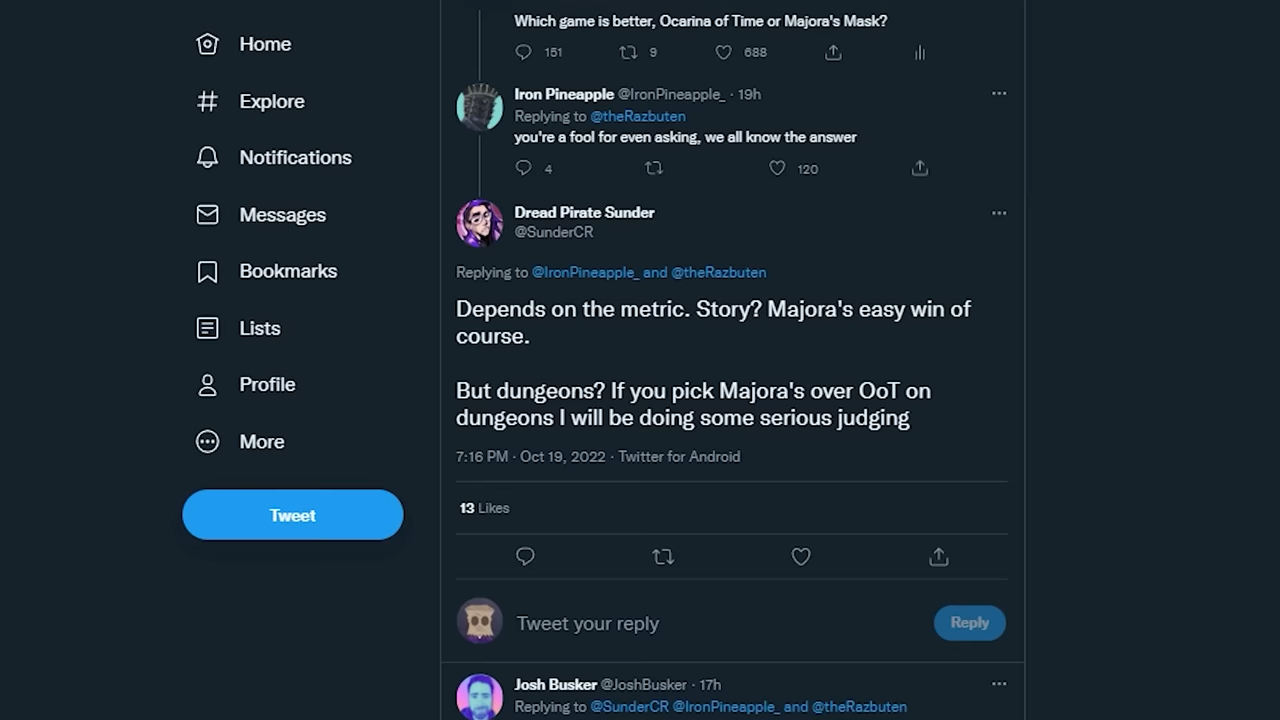 Home
Explore
Notifications
Messages
Bookmarks
Lists
Profile
More
Tweet
Which game is better, Ocarina of Time or Majora's Mask?
151 9 688
Iron Pineapple @IronPineapple_ · 19h
Replying to @theRazbuten
you're a fool for even asking, we all know the answer
4 120
Dread Pirate Sunder
@SunderCR
Replying to @IronPineapple_ and @theRazbuten
Depends on the metric. Story? Majora's easy win of
course.
But dungeons? If you pick Majora's over OoT on
dungeons I will be doing some serious judging
7:16 PM · Oct 19, 2022 · Twitter for Android
13 Likes
Tweet your reply
Reply
Josh Busker @JoshBusker · 17h
Replying to @SunderCR @IronPineapple_ and @theRazbuten